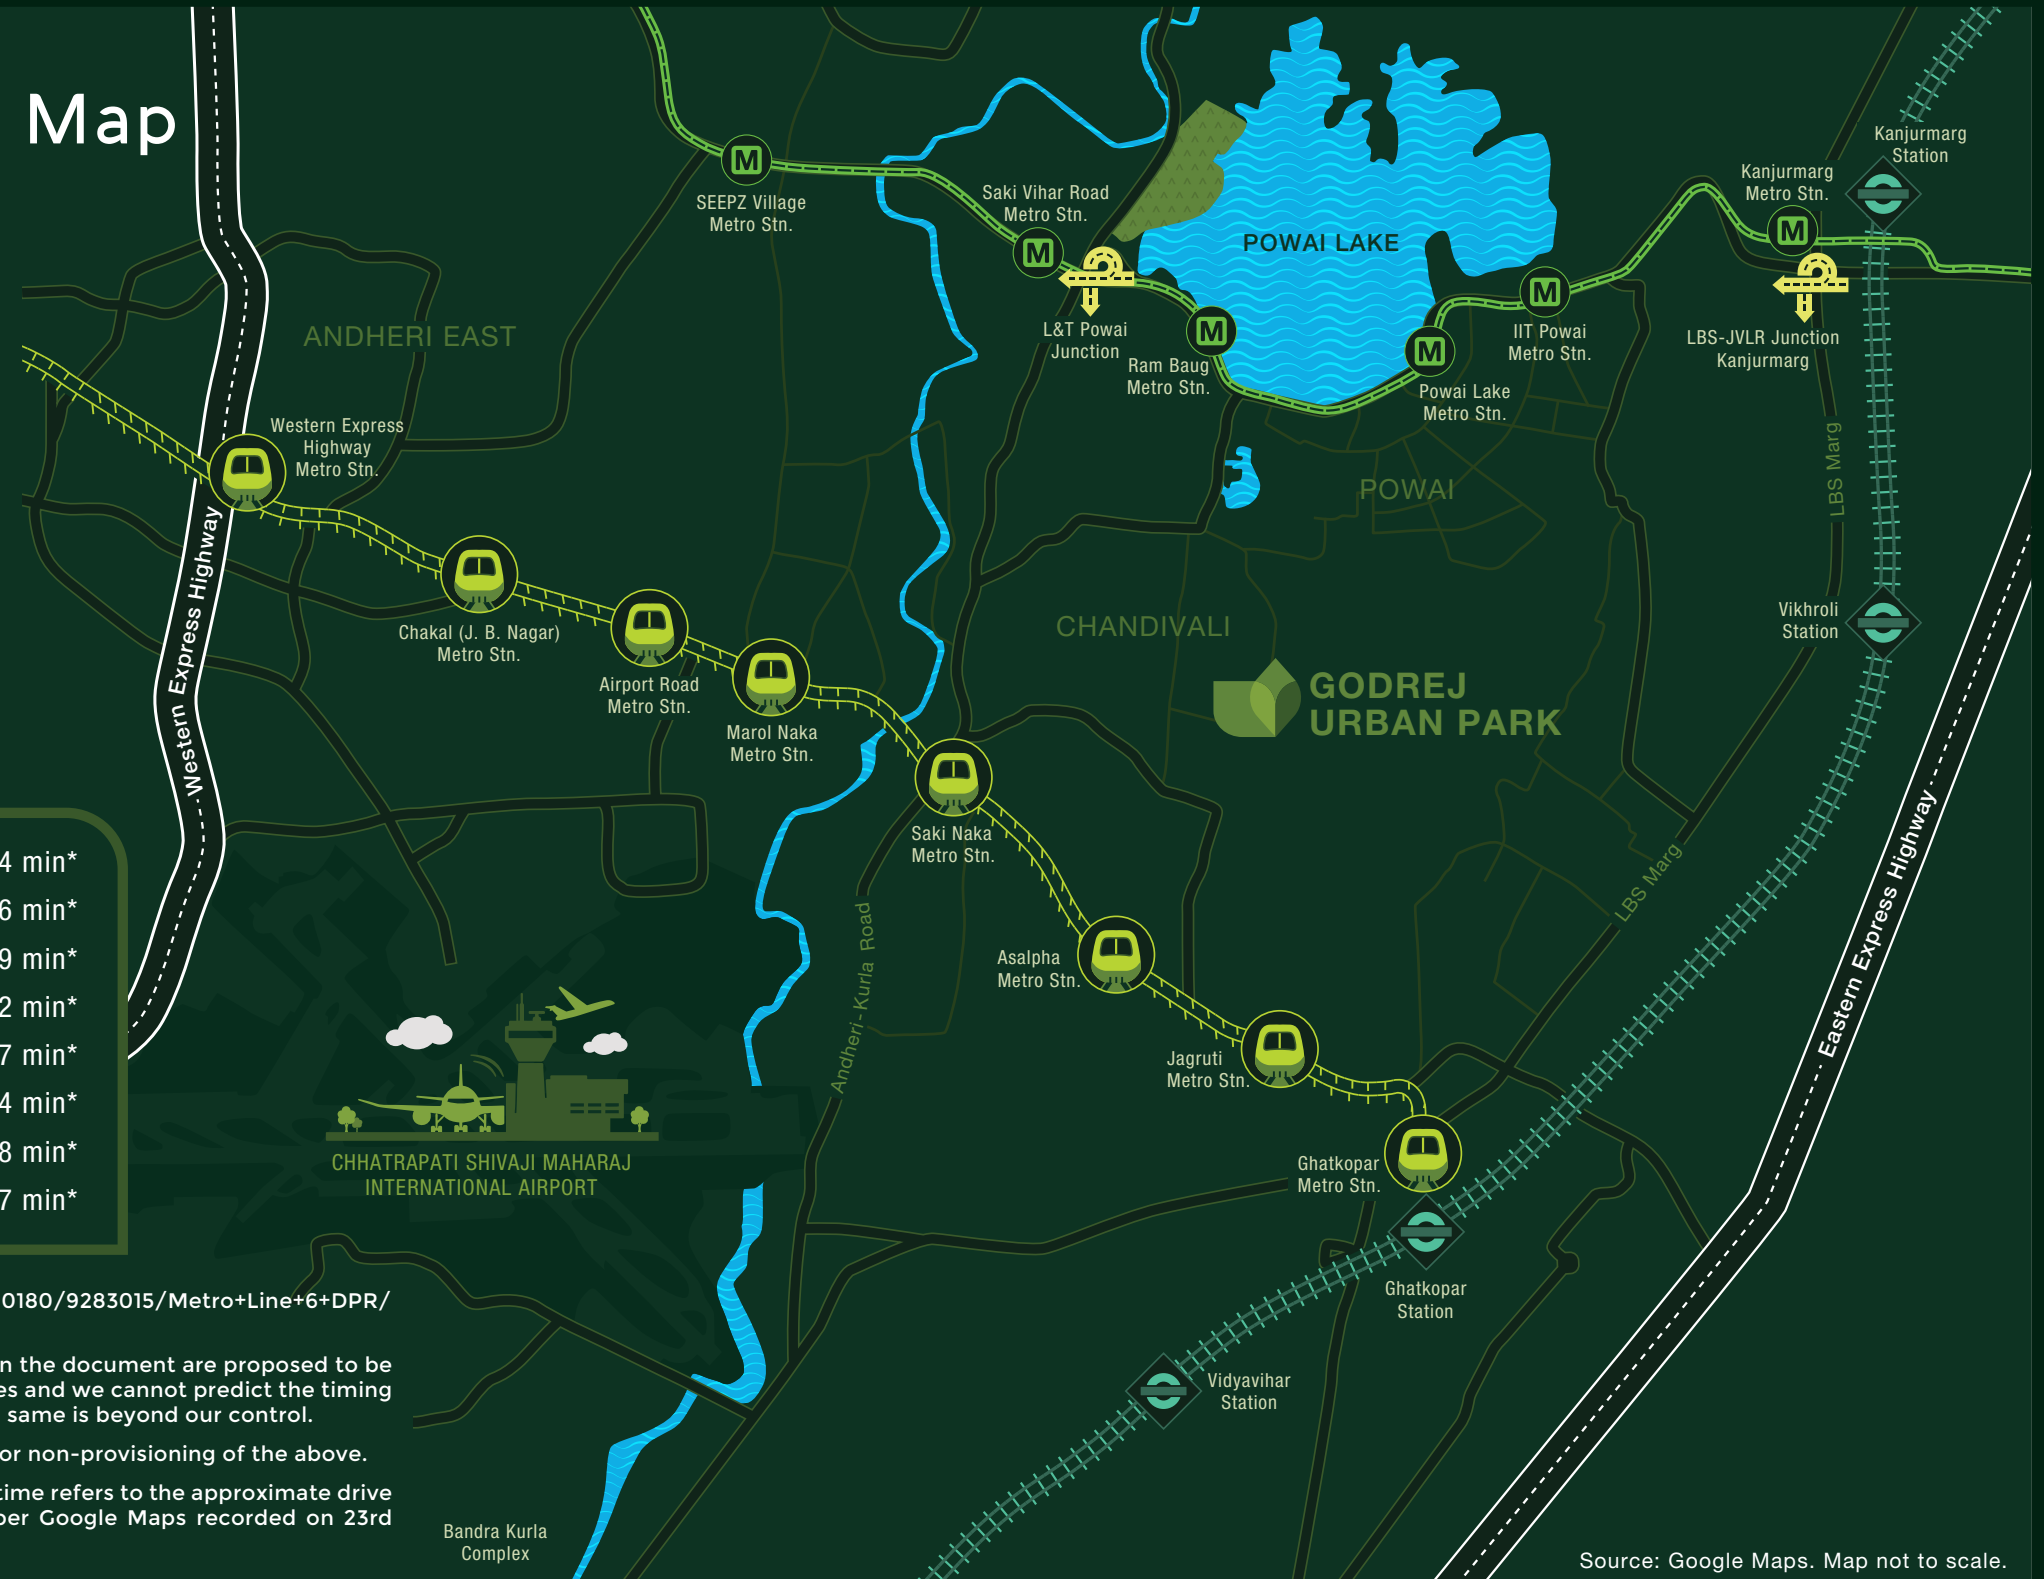 Map
Kanjurmarg
Station
Kanjurmarg
Metro Stn.
SEEPZ Village
Metro Stn.
Saki Vihar Road
Metro Stn.
POWAI LAKE
L&T Powai
Junction
Ram Baug
Metro Stn.
IIT Powai
Metro Stn.
LBS-JVLR Junction
Kanjurmarg
Powai Lake
Metro Stn.
ANDHERI EAST
Western Express
Highway
Metro Stn.
POWAI
LBS Marg
Western Express Highway
Chakal (J. B. Nagar)
Metro Stn.
CHANDIVALI
Vikhroli
Station
Airport Road
Metro Stn.
GODREJ
URBAN PARK
Marol Naka
Metro Stn.
Saki Naka
Metro Stn.
LBS Marg
Eastern Express Highway
Andheri-Kurla Road
Asalpha
Metro Stn.
Jagruti
Metro Stn.
Ghatkopar
Metro Stn.
Ghatkopar
Station
Vidyavihar
Station
CHHATRAPATI SHIVAJI MAHARAJ
INTERNATIONAL AIRPORT
4 min*
6 min*
9 min*
2 min*
7 min*
4 min*
8 min*
7 min*
0180/9283015/Metro+Line+6+DPR/
n the document are proposed to be
es and we cannot predict the timing
same is beyond our control.
or non-provisioning of the above.
time refers to the approximate drive
per Google Maps recorded on 23rd
Bandra Kurla
Complex
Source: Google Maps. Map not to scale.